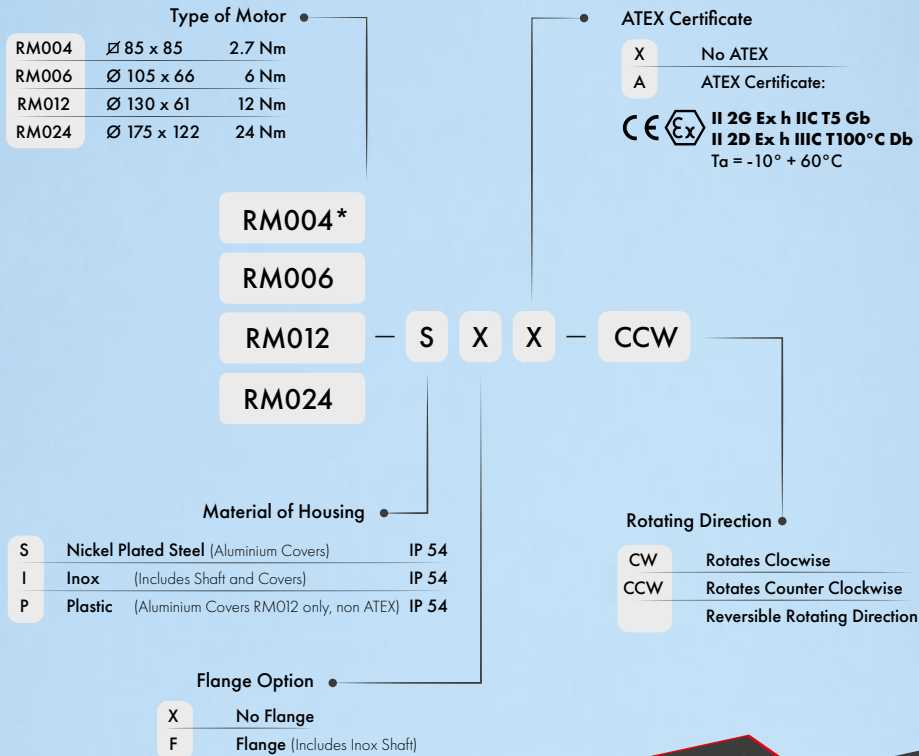 Type of Motor
RM004 ⌀ 85 x 85 2.7 Nm
RM006 Ø 105 x 66 6 Nm
RM012 Ø 130 x 61 12 Nm
RM024 Ø 175 x 122 24 Nm
ATEX Certificate
X No ATEX
A ATEX Certificate:
CE Ex II 2G Ex h IIC T5 Gb
II 2D Ex h IIIC T100°C Db
Ta = -10° + 60°C
RM004*
RM006
RM012 – S X X – CCW
RM024
Material of Housing
S Nickel Plated Steel (Aluminium Covers) IP 54
I Inox (Includes Shaft and Covers) IP 54
P Plastic (Aluminium Covers RM012 only, non ATEX) IP 54
Rotating Direction
CW Rotates Clocwise
CCW Rotates Counter Clockwise
Reversible Rotating Direction
Flange Option
X No Flange
F Flange (Includes Inox Shaft)